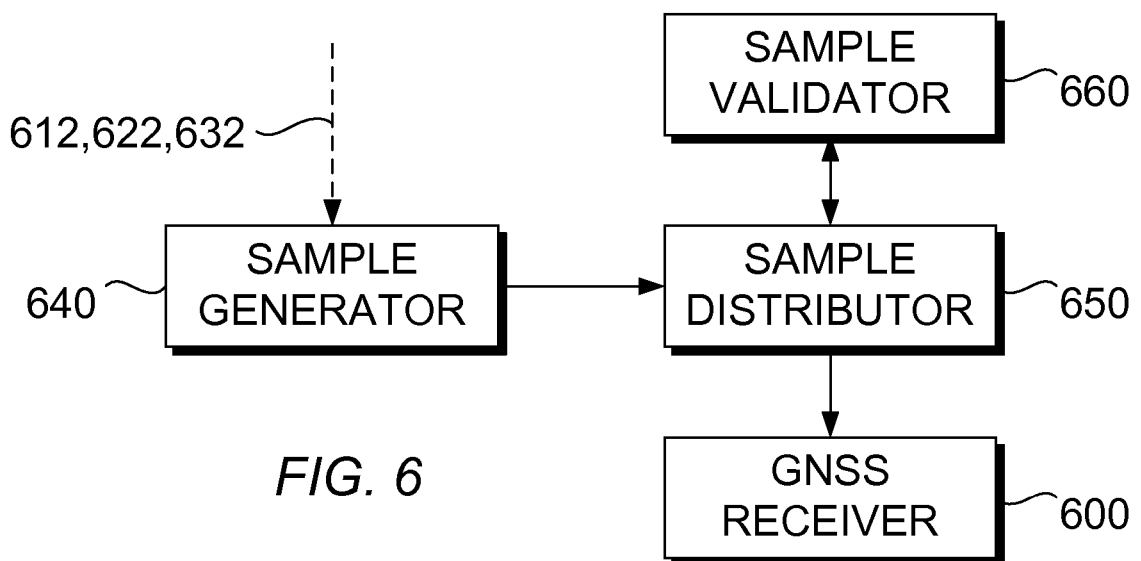 SAMPLE
VALIDATOR
660
612,622,632
SAMPLE
GENERATOR
640
SAMPLE
DISTRIBUTOR
650
FIG. 6
GNSS
RECEIVER
600